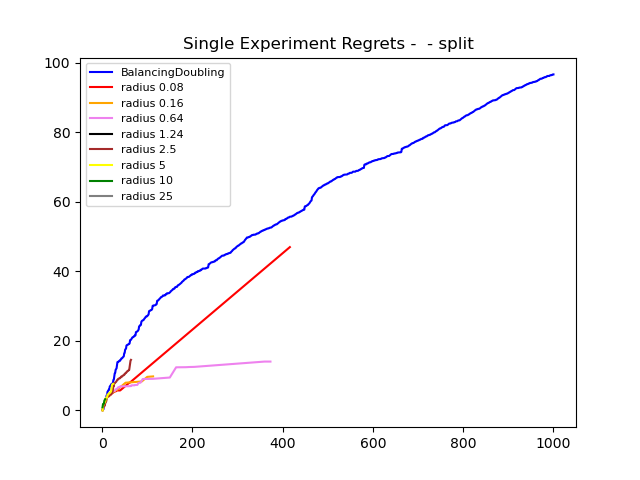 Single Experiment Regrets -  - split
100
80
60
40
20
0
BalancingDoubling
radius 0.08
radius 0.16
radius 0.64
radius 1.24
radius 2.5
radius 5
radius 10
radius 25
0 200 400 600 800 1000